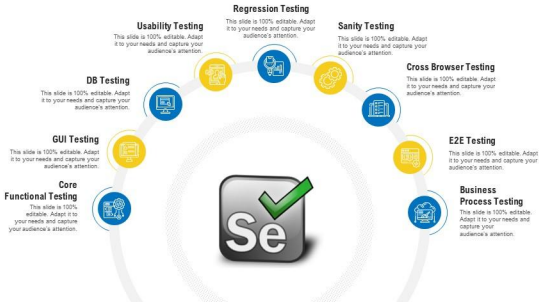 Regression Testing
This slide is 100% editable. Adapt
it to your needs and capture your
audience's attention.
Usability Testing
This slide is 100% editable. Adapt
it to your needs and capture your
audience's attention.
Sanity Testing
This slide is 100% editable. Adapt
it to your needs and capture your
audience's attention.
DB Testing
This slide is 100% editable. Adapt
it to your needs and capture your
audience's attention.
Cross Browser Testing
This slide is 100% editable. Adapt
it to your needs and capture your
audience's attention.
GUI Testing
This slide is 100% editable. Adapt
it to your needs and capture your
audience's attention.
E2E Testing
This slide is 100% editable. Adapt
it to your needs and capture your
audience's attention.
Core
Functional Testing
This slide is 100%
editable. Adapt it to
your needs and capture
your audience's attention.
Business
Process Testing
This slide is 100% editable.
Adapt it to your needs and
capture your
audience's attention.
Se